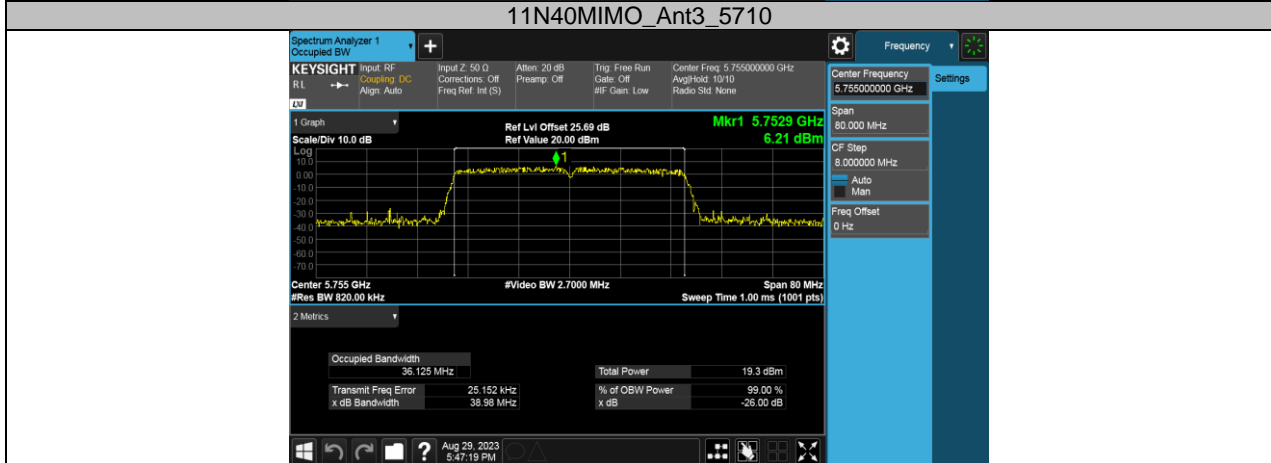 11N40MIMO_Ant3_5710
Spectrum Analyzer 1
Occupied BW
+
Frequency
KEYSIGHT
RL
LXI
Input: RF
Coupling: DC
Align: Auto
Input Z: 50 Ω
Corrections: Off
Freq Ref: Int (S)
Atten: 20 dB
Preamp: Off
Trig: Free Run
Gate: Off
#IF Gain: Low
Center Freq: 5.755000000 GHz
Avg|Hold: 10/10
Radio Std: None
Center Frequency
5.755000000 GHz
Settings
Span
80.000 MHz
CF Step
8.000000 MHz
Auto
Man
Freq Offset
0 Hz
1 Graph
Scale/Div 10.0 dB
Ref Lvl Offset 25.69 dB
Ref Value 20.00 dBm
Mkr1 5.7529 GHz
6.21 dBm
Log
10.0
0.00
-10.0
-20.0
-30.0
-40.0
-50.0
-60.0
-70.0
1
Center 5.755 GHz
#Res BW 820.00 kHz
#Video BW 2.7000 MHz
Span 80 MHz
Sweep Time 1.00 ms (1001 pts)
2 Metrics
Occupied Bandwidth
36.125 MHz
Total Power 19.3 dBm
Transmit Freq Error 25.152 kHz
% of OBW Power 99.00 %
x dB Bandwidth 38.98 MHz
x dB -26.00 dB
?
Aug 29, 2023
5:47:19 PM